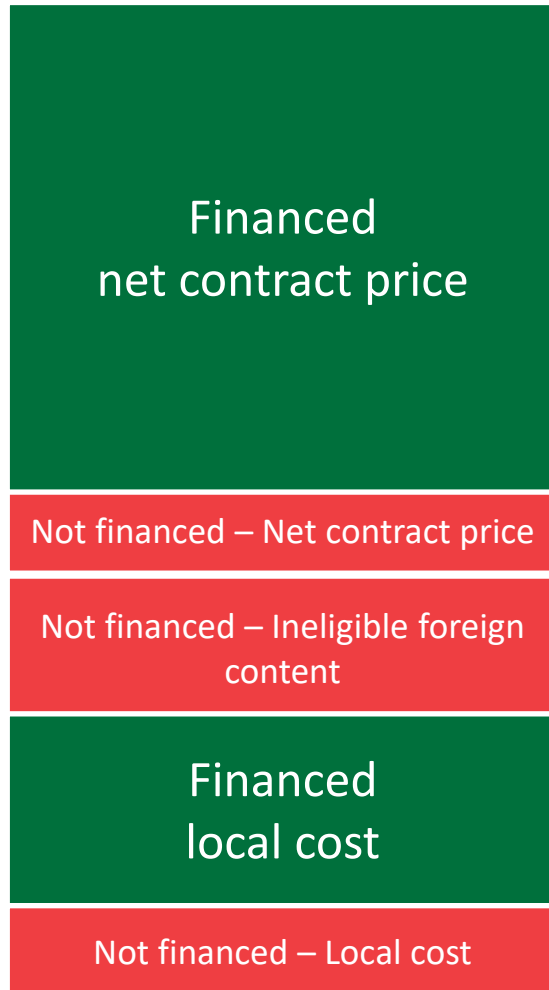 Financed
net contract price
Not financed – Net contract price
Not financed – Ineligible foreign
content
Financed
local cost
Not financed – Local cost